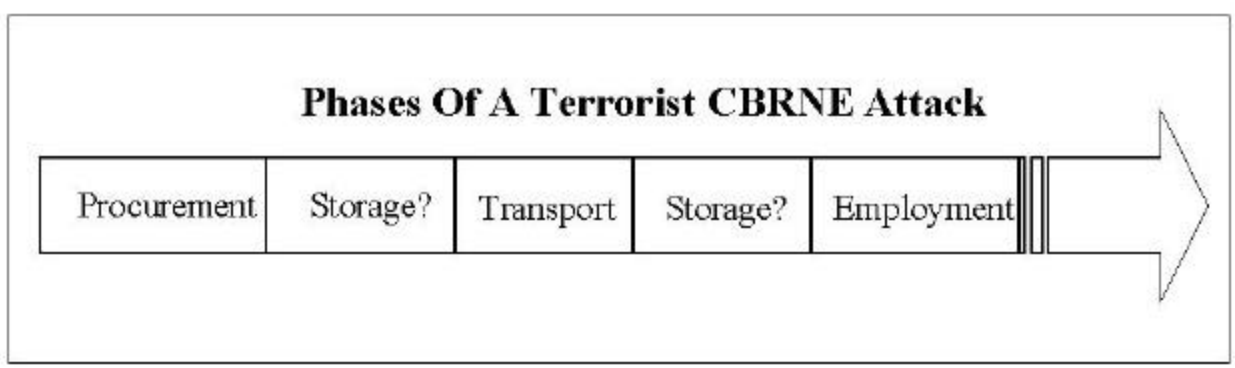 Phases Of A Terrorist CBRNE Attack
Procurement Storage? Transport Storage? Employment